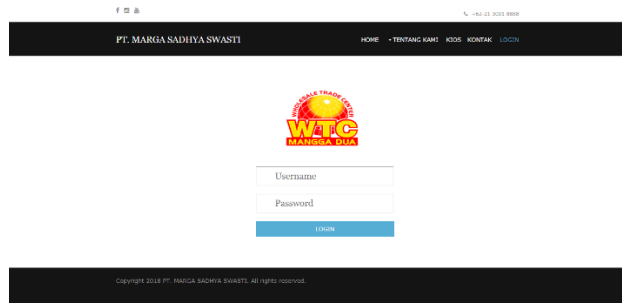 +62-21 3001 8888
PT. MARGA SADHYA SWASTI
HOME TENTANG KAMI KIOS KONTAK LOGIN
WHOLESALE TRADE CENTER
WTC
MANGGA DUA
Username
Password
LOGIN
Copyright 2018 PT. MARGA SADHYA SWASTI. All rights reserved.